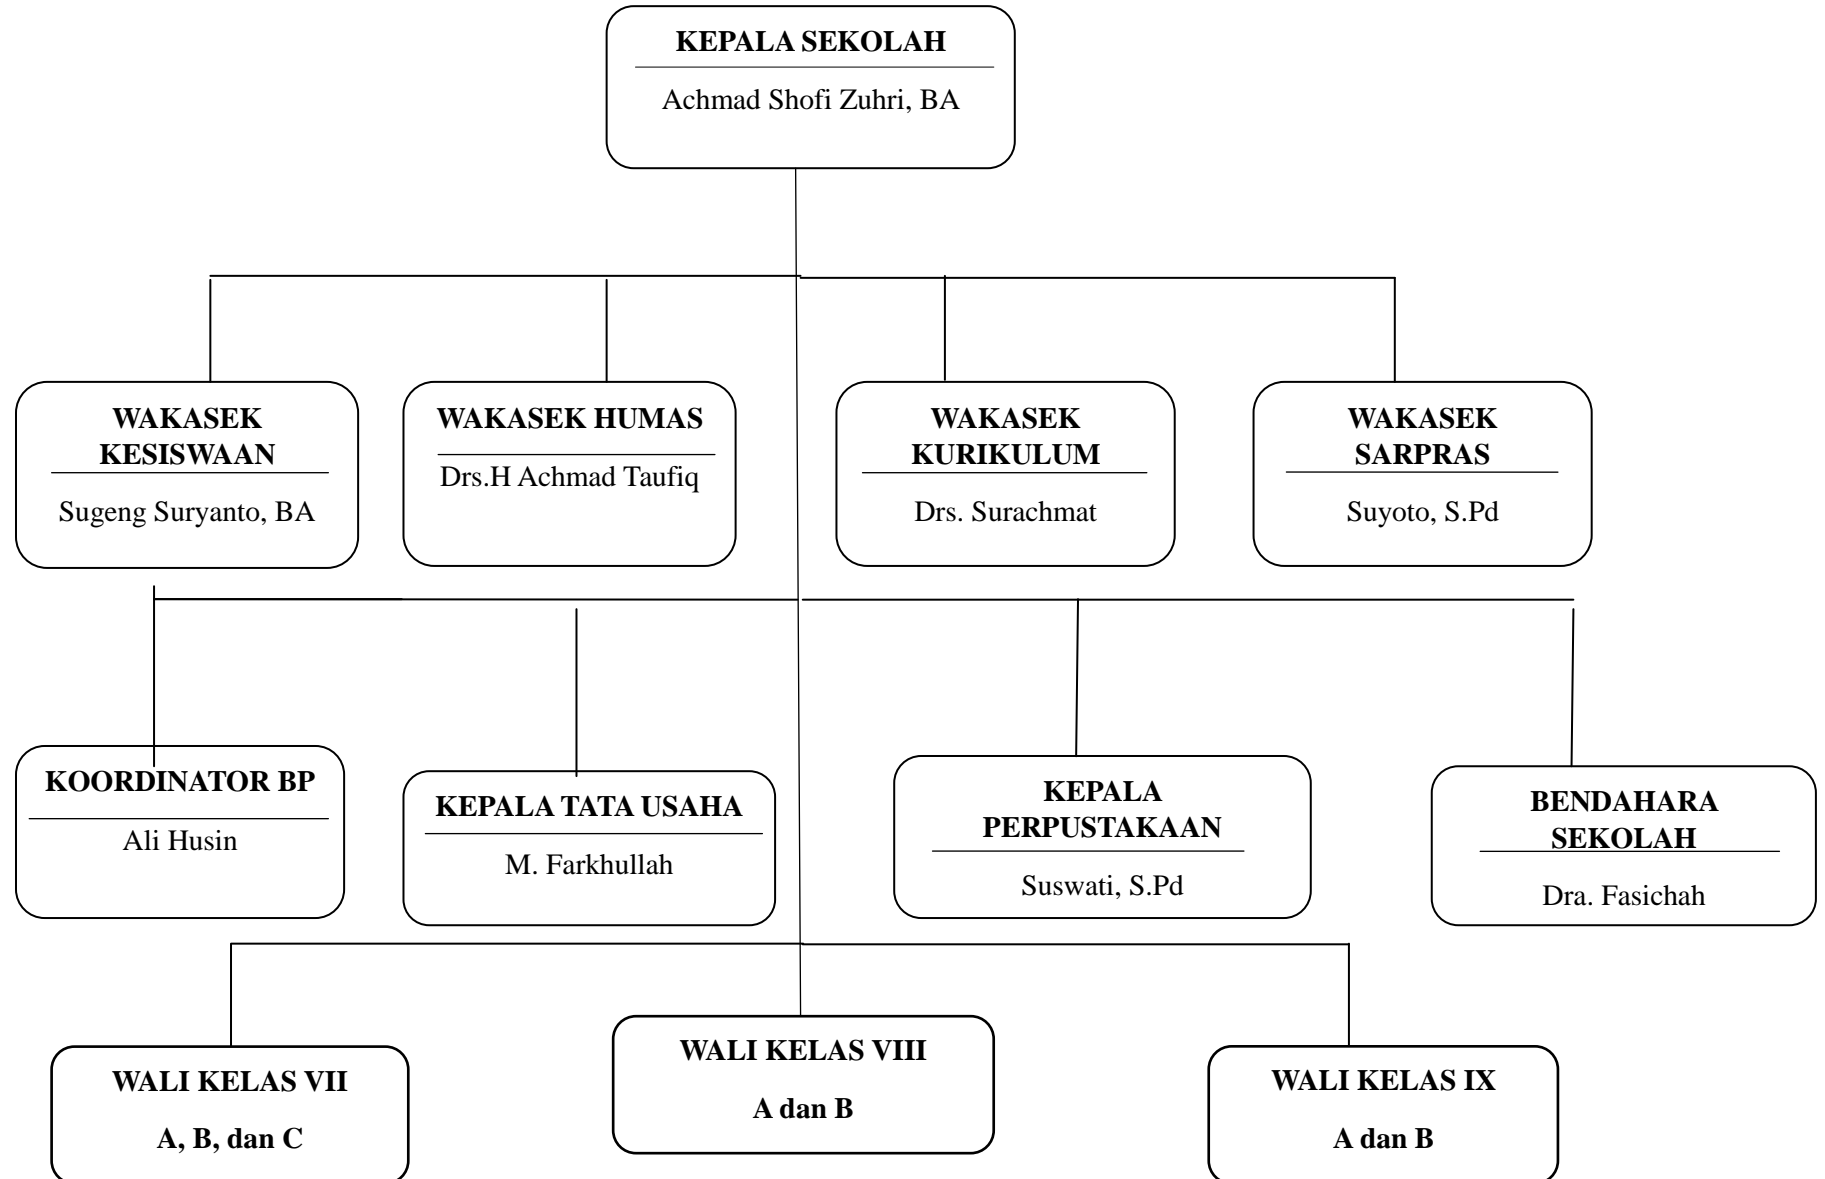 KEPALA SEKOLAH
Achmad Shofi Zuhri, BA
WAKASEK
KESISWAAN
Sugeng Suryanto, BA
WAKASEK HUMAS
Drs.H Achmad Taufiq
WAKASEK
KURIKULUM
Drs. Surachmat
WAKASEK
SARPRAS
Suyoto, S.Pd
KOORDINATOR BP
Ali Husin
KEPALA TATA USAHA
M. Farkhullah
KEPALA
PERPUSTAKAAN
Suswati, S.Pd
BENDAHARA
SEKOLAH
Dra. Fasichah
WALI KELAS VII
A, B, dan C
WALI KELAS VIII
A dan B
WALI KELAS IX
A dan B